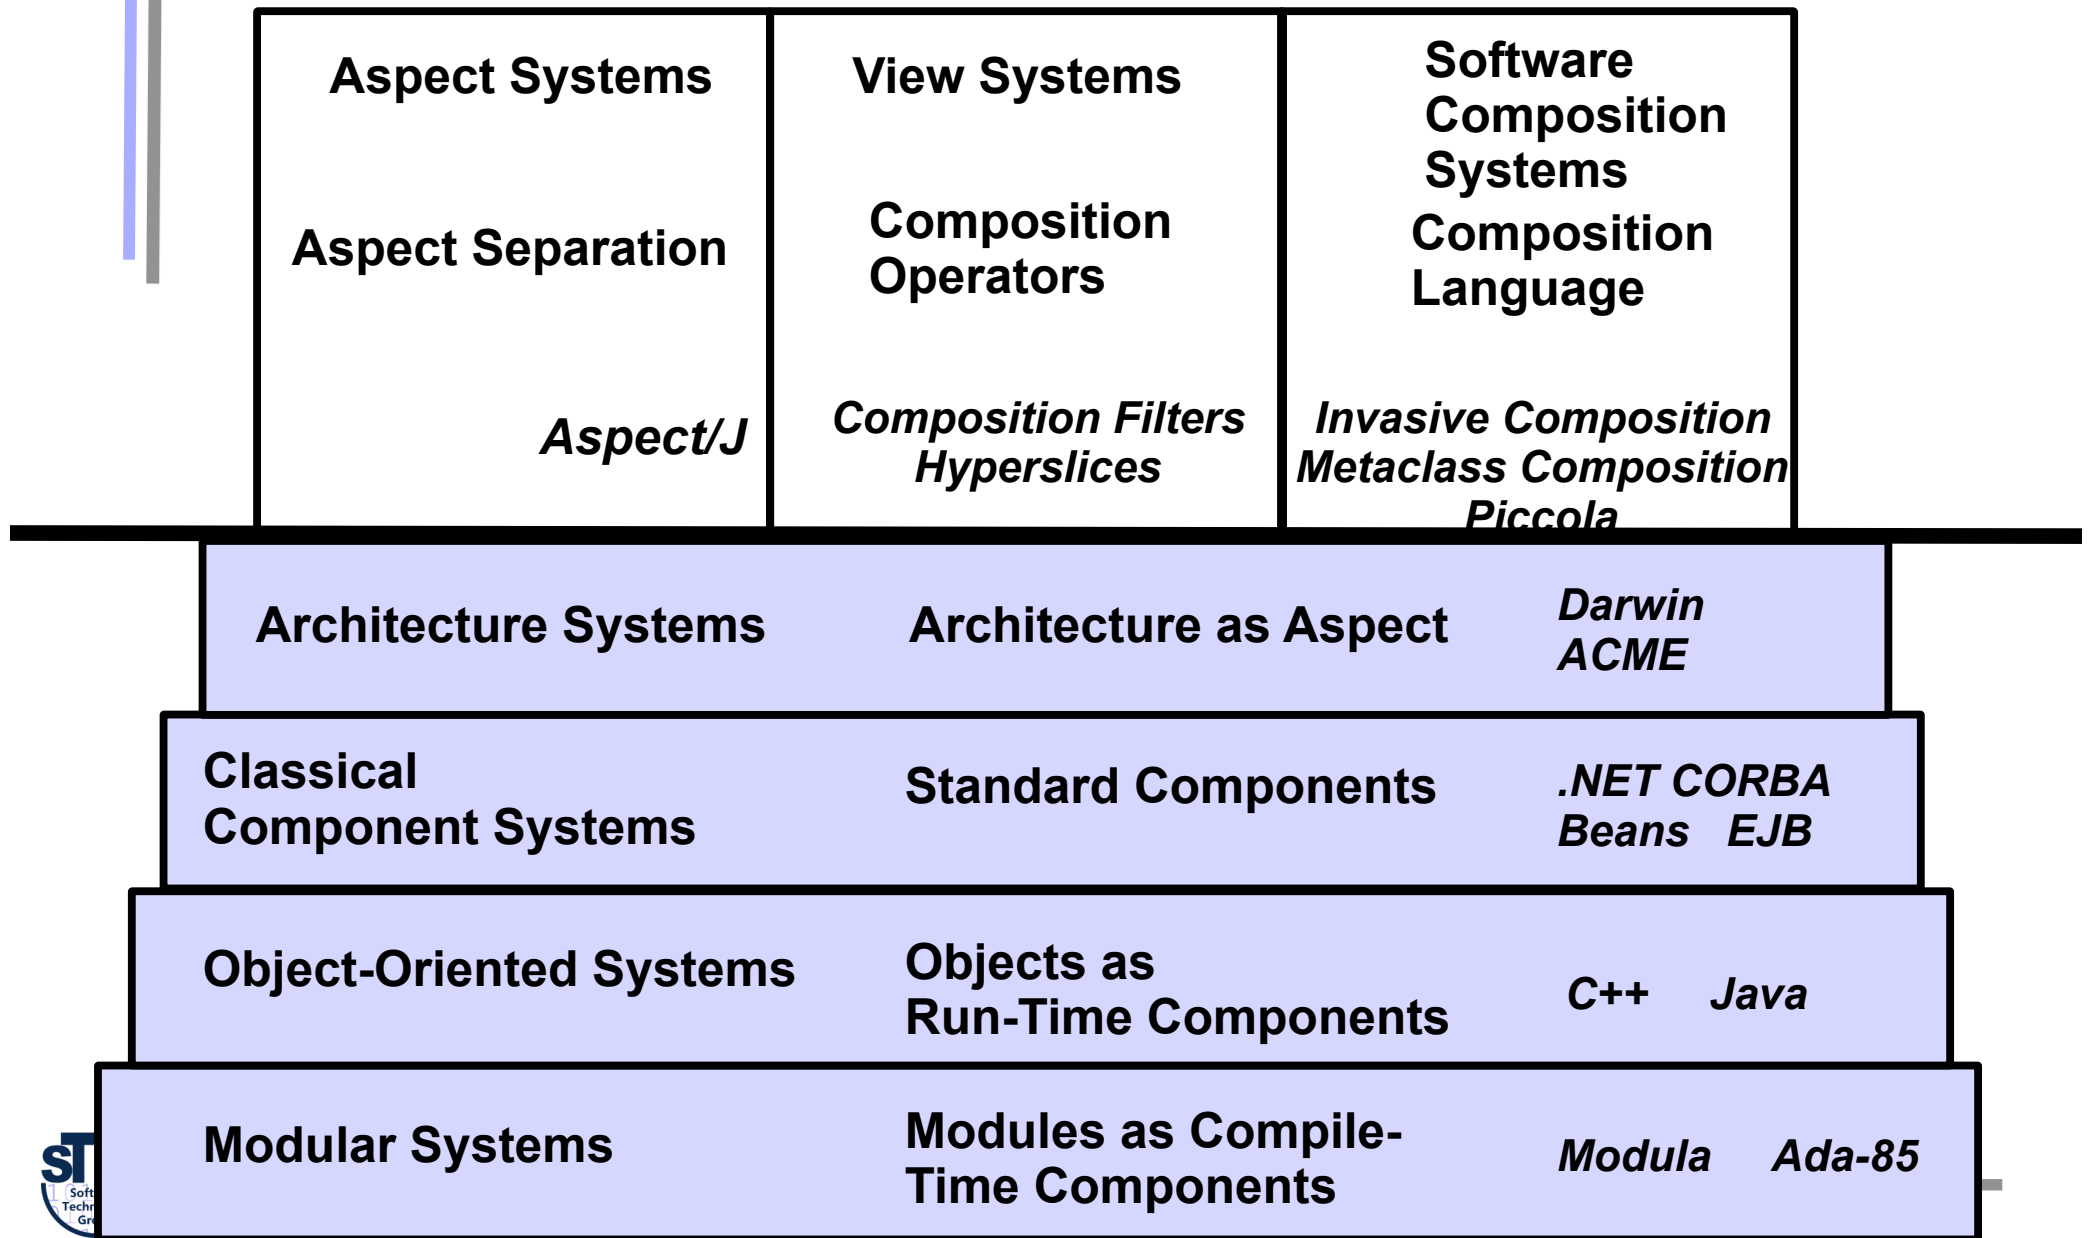 Aspect Systems
Aspect Separation
Aspect/J
View Systems
Composition
Operators
Composition Filters
Hyperslices
Software
Composition
Systems
Composition
Language
Invasive Composition
Metaclass Composition
Piccola
Architecture Systems
Architecture as Aspect
Darwin
ACME
Classical
Component Systems
Standard Components
.NET CORBA
Beans EJB
Object-Oriented Systems
Objects as
Run-Time Components
C++ Java
Modular Systems
Modules as Compile-
Time Components
Modula Ada-85